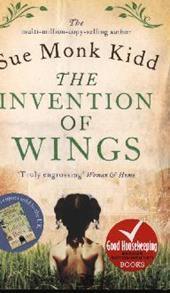 The
multi-million-copy-selling author
Sue Monk Kidd
THE
INVENTION
OF
WINGS
'Truly engrossing' Woman & Home
Good Housekeeping
BOOKS